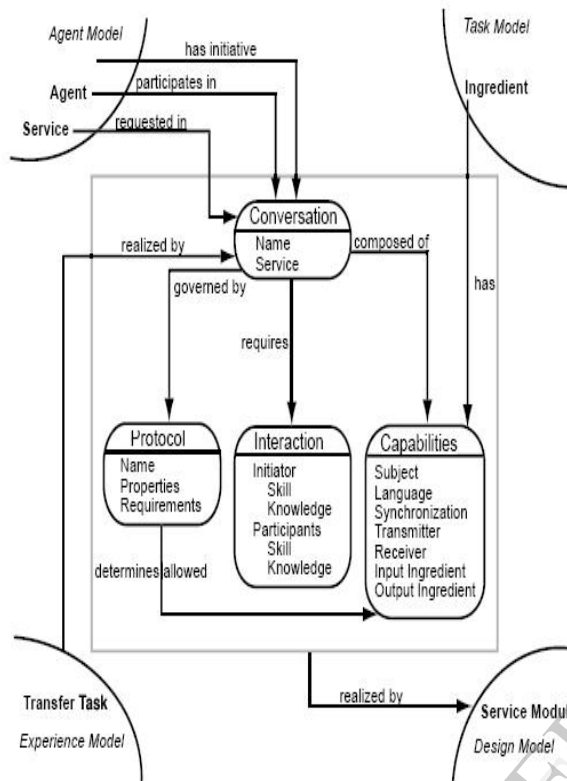 Agent Model
Task Model
has initiative
Agent
participates in
Ingredient
Service
requested in
Conversation
Name
Service
realized by
composed of
governed by
has
requires
Protocol
Name
Properties
Requirements
Interaction
Initiator
Skill
Knowledge
Participants
Skill
Knowledge
Capabilities
Subject
Language
Synchronization
Transmitter
Receiver
Input Ingredient
Output Ingredient
determines allowed
realized by
Transfer Task
Experience Model
Service Modul
Design Model